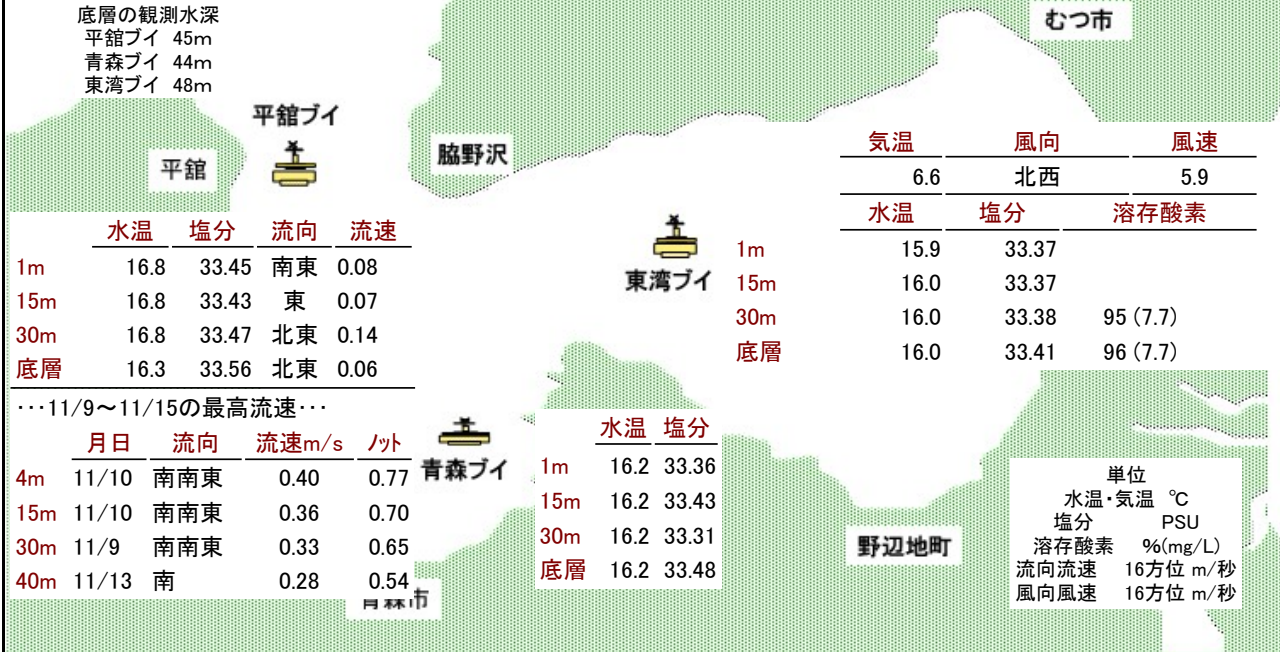 底層の観測水深
平舘ブイ 45m
青森ブイ 44m
東湾ブイ 48m
むつ市
平舘ブイ
脇野沢
平舘
気温 風向 風速
6.6 北西 5.9
水温 塩分 溶存酸素
1m 15.9 33.37
15m 16.0 33.37
30m 16.0 33.38 95 (7.7)
底層 16.0 33.41 96 (7.7)
東湾ブイ
水温 塩分 流向 流速
1m 16.8 33.45 南東 0.08
15m 16.8 33.43 東 0.07
30m 16.8 33.47 北東 0.14
底層 16.3 33.56 北東 0.06
･･･11/9～11/15の最高流速･･･
月日 流向 流速m/s ﾉｯﾄ
4m 11/10 南南東 0.40 0.77
15m 11/10 南南東 0.36 0.70
30m 11/9 南南東 0.33 0.65
40m 11/13 南 0.28 0.54
青森ブイ
水温 塩分
1m 16.2 33.36
15m 16.2 33.43
30m 16.2 33.31
底層 16.2 33.48
青森市
野辺地町
単位
水温･気温 ℃
塩分 PSU
溶存酸素 %(mg/L)
流向流速 16方位 m/秒
風向風速 16方位 m/秒